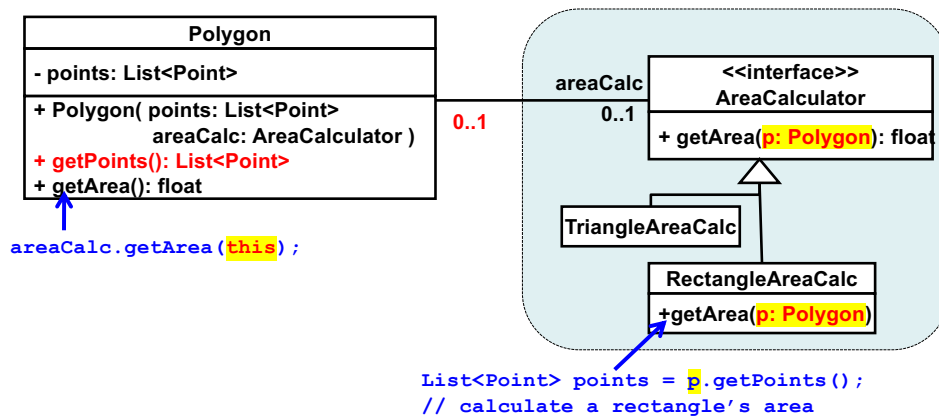 Polygon
- points: List<Point>
+ Polygon( points: List<Point>
areaCalc: AreaCalculator )
+ getPoints(): List<Point>
+ getArea(): float
areaCalc.getArea(this);
0..1
areaCalc
0..1
<<interface>>
AreaCalculator
+ getArea(p: Polygon): float
TriangleAreaCalc
RectangleAreaCalc
+getArea(p: Polygon)
List<Point> points = p.getPoints();
// calculate a rectangle’s area